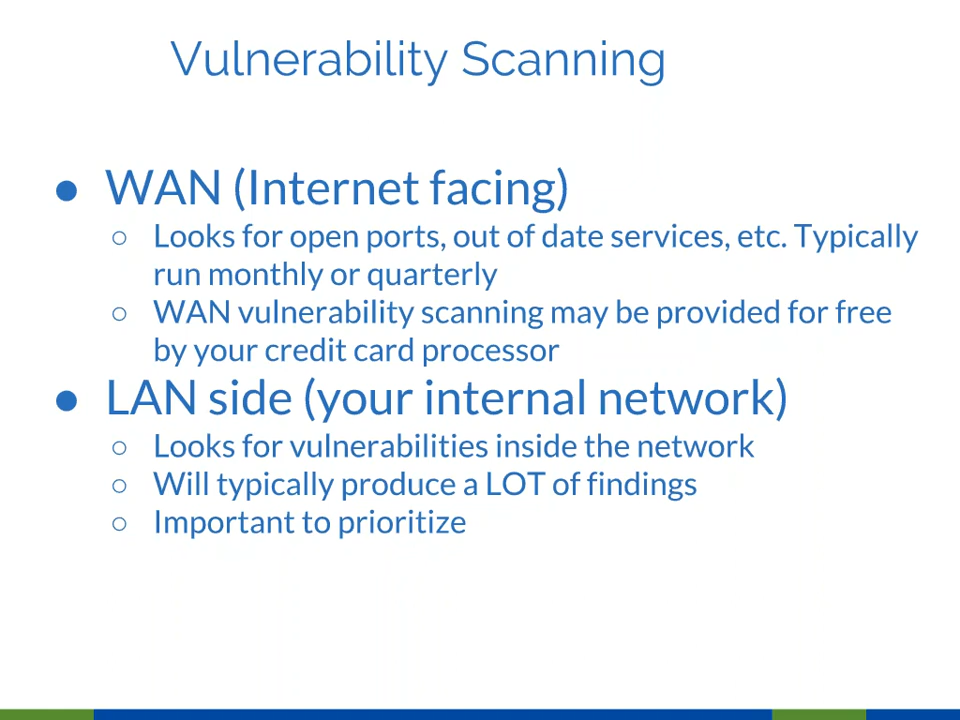 Vulnerability Scanning
● WAN (Internet facing)
○ Looks for open ports, out of date services, etc. Typically
run monthly or quarterly
○ WAN vulnerability scanning may be provided for free
by your credit card processor
● LAN side (your internal network)
○ Looks for vulnerabilities inside the network
○ Will typically produce a LOT of findings
○ Important to prioritize